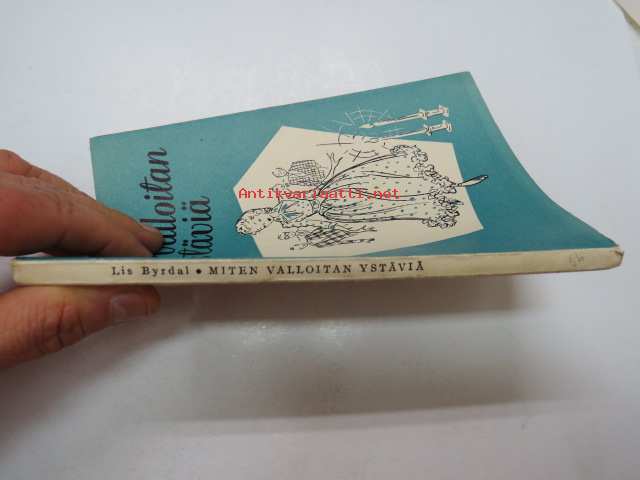 valloitan
täviä
Antikvariaatti.net
Lis Byrdal • MITEN VALLOITAN YSTÄVIÄ